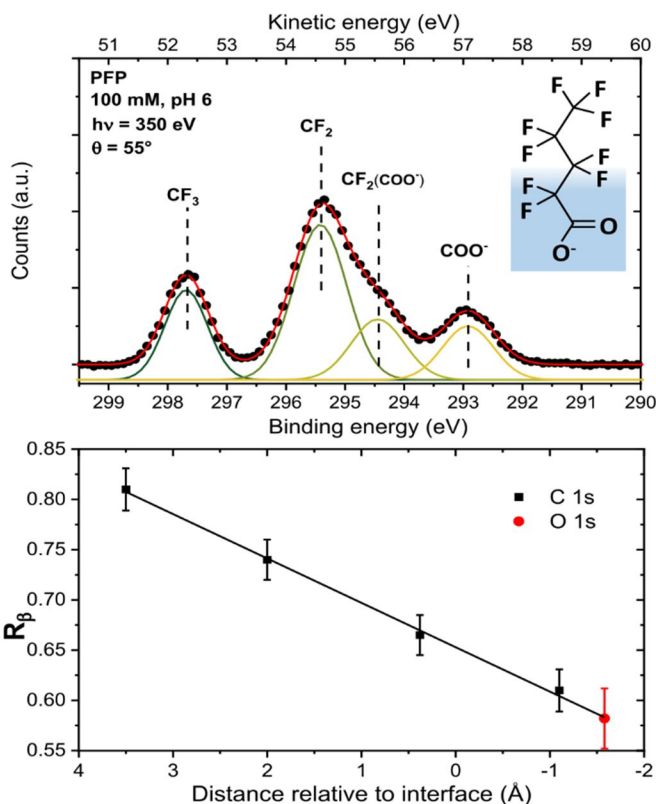 Kinetic energy (eV)
51 52 53 54 55 56 57 58 59 60
PFP
100 mM, pH 6
hν = 350 eV
θ = 55°
CF₃
CF₂
CF₂(COO⁻)
COO⁻
F F
F F
F F
F F
F
O
O⁻
Counts (a.u.)
299 298 297 296 295 294 293 292 291 290
Binding energy (eV)
0.85
0.80
0.75
0.70
0.65
0.60
0.55
Rβ
C 1s
O 1s
4 3 2 1 0 -1 -2
Distance relative to interface (Å)